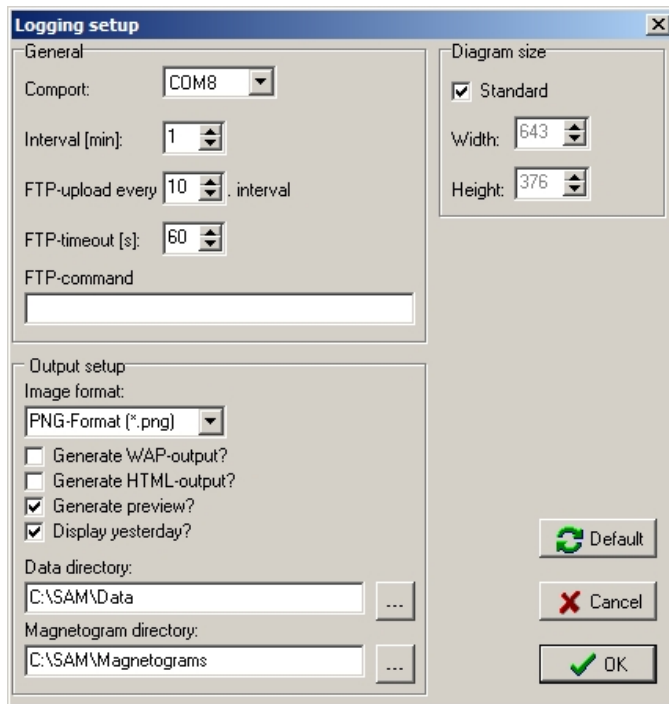 Logging setup
General
Comport: COM8
Interval [min]: 1
FTP-upload every 10 . interval
FTP-timeout [s]: 60
FTP-command
Diagram size
Standard
Width: 643
Height: 376
Output setup
Image format:
PNG-Format (*.png)
Generate WAP-output?
Generate HTML-output?
Generate preview?
Display yesterday?
Data directory:
C:\SAM\Data ...
Magnetogram directory:
C:\SAM\Magnetograms ...
Default
Cancel
OK